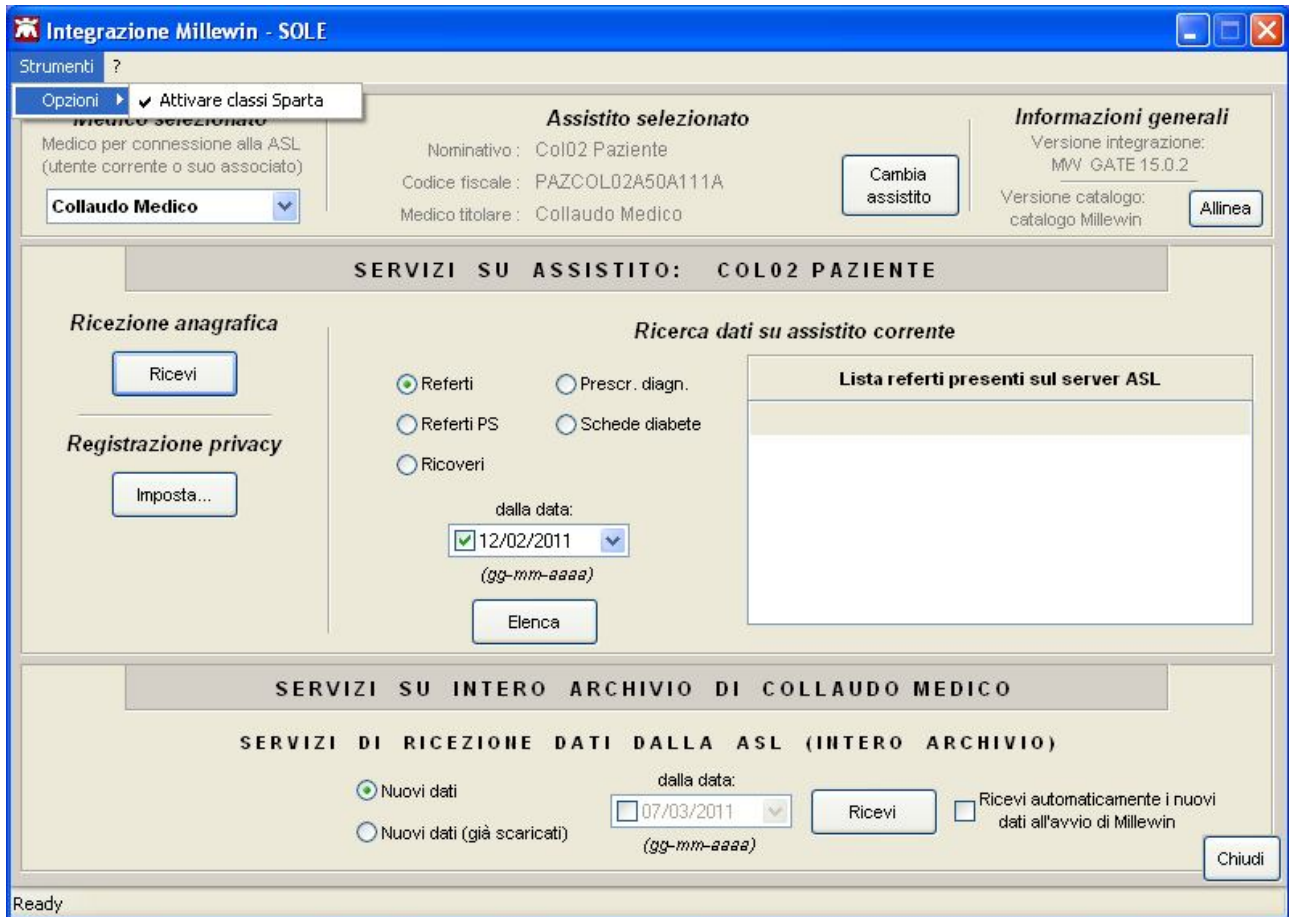 Integrazione Millewin - SOLE
Strumenti ?
Opzioni
Attivare classi Sparta
Medico selezionato
Medico per connessione alla ASL
(utente corrente o suo associato)
Collaudo Medico
Assistito selezionato
Nominativo : Col02 Paziente
Codice fiscale : PAZCOL02A50A111A
Medico titolare : Collaudo Medico
Cambia
assistito
Informazioni generali
Versione integrazione:
MW GATE 15.0.2
Versione catalogo:
catalogo Millewin
Allinea
SERVIZI SU ASSISTITO: COL02 PAZIENTE
Ricezione anagrafica
Ricevi
Registrazione privacy
Imposta...
Ricerca dati su assistito corrente
Referti
Prescr. diagn.
Referti PS
Schede diabete
Ricoveri
dalla data:
12/02/2011
(gg-mm-aaaa)
Elenca
Lista referti presenti sul server ASL
SERVIZI SU INTERO ARCHIVIO DI COLLAUDO MEDICO
SERVIZI DI RICEZIONE DATI DALLA ASL (INTERO ARCHIVIO)
Nuovi dati
Nuovi dati (già scaricati)
dalla data:
07/03/2011
(gg-mm-aaaa)
Ricevi
Ricevi automaticamente i nuovi
dati all'avvio di Millewin
Chiudi
Ready